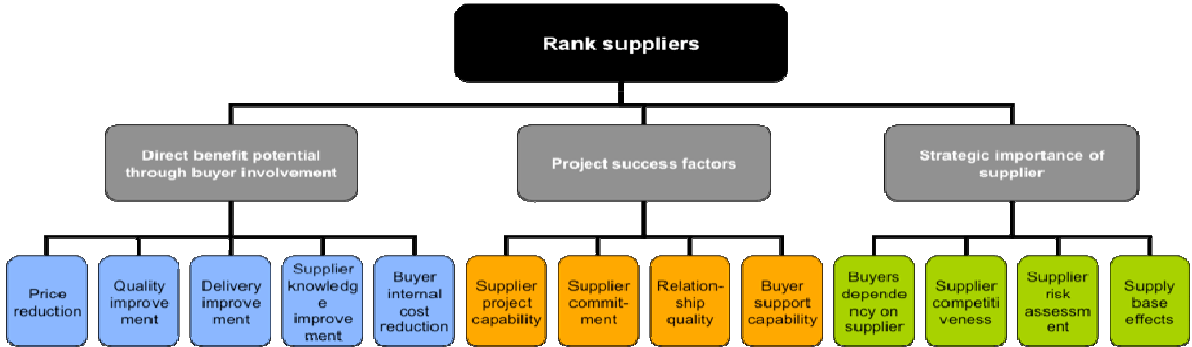 Rank suppliers
Direct benefit potential
through buyer involvement
Project success factors
Strategic importance of
supplier
Price
reduction
Quality
improve
ment
Delivery
improve
ment
Supplier
knowledg
e
improve
ment
Buyer
internal
cost
reduction
Supplier
project
capability
Supplier
commit-
ment
Relation-
ship
quality
Buyer
support
capability
Buyers
depende
ncy on
supplier
Supplier
competiti
veness
Supplier
risk
assessm
ent
Supply
base
effects